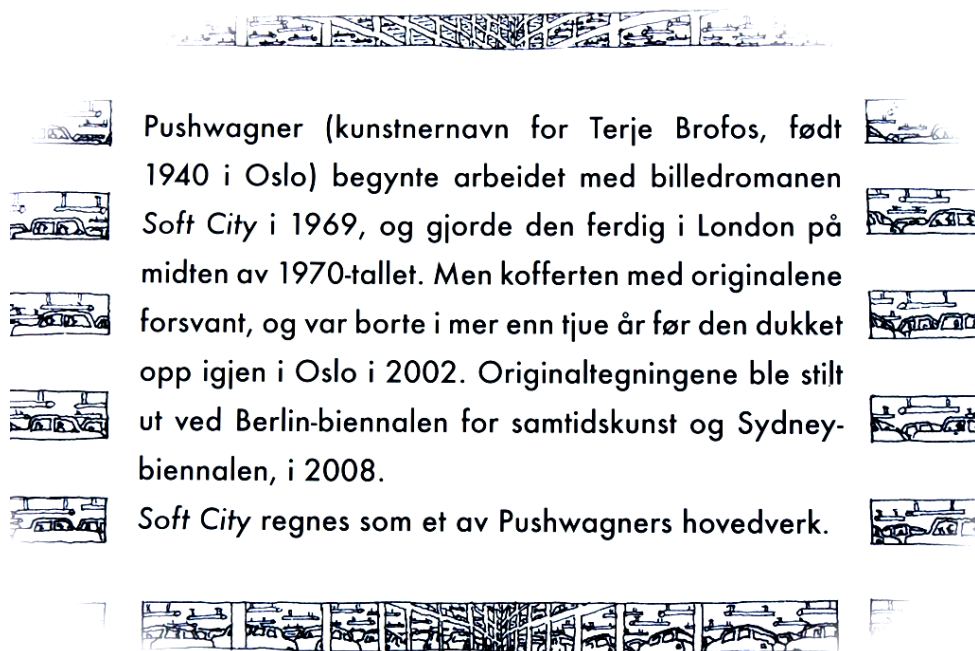 Pushwagner (kunstnernavn for Terje Brofos, født
1940 i Oslo) begynte arbeidet med billedromanen
Soft City i 1969, og gjorde den ferdig i London på
midten av 1970-tallet. Men kofferten med originalene
forsvant, og var borte i mer enn tjue år før den dukket
opp igjen i Oslo i 2002. Originaltegningene ble stilt
ut ved Berlin-biennalen for samtidskunst og Sydney-
biennalen, i 2008.
Soft City regnes som et av Pushwagners hovedverk.